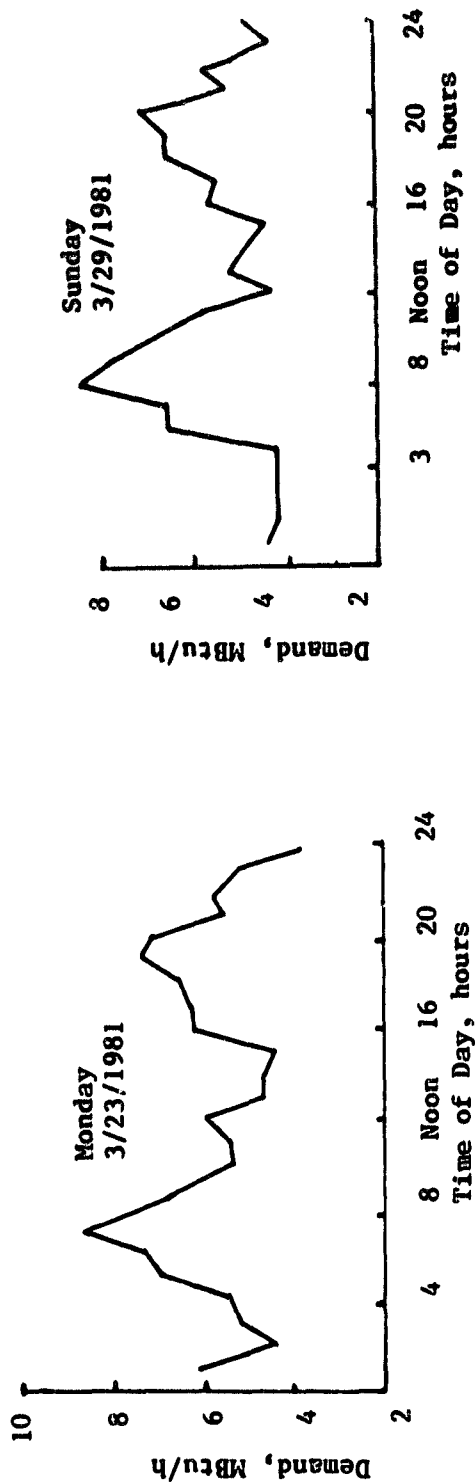 Monday
3/23/1981
10
8
6
4
2
Demand, MBtu/h
4
8
Noon
16
20
24
Time of Day, hours
Sunday
3/29/1981
8
6
4
2
Demand, MBtu/h
3
8
Noon
16
20
24
Time of Day, hours